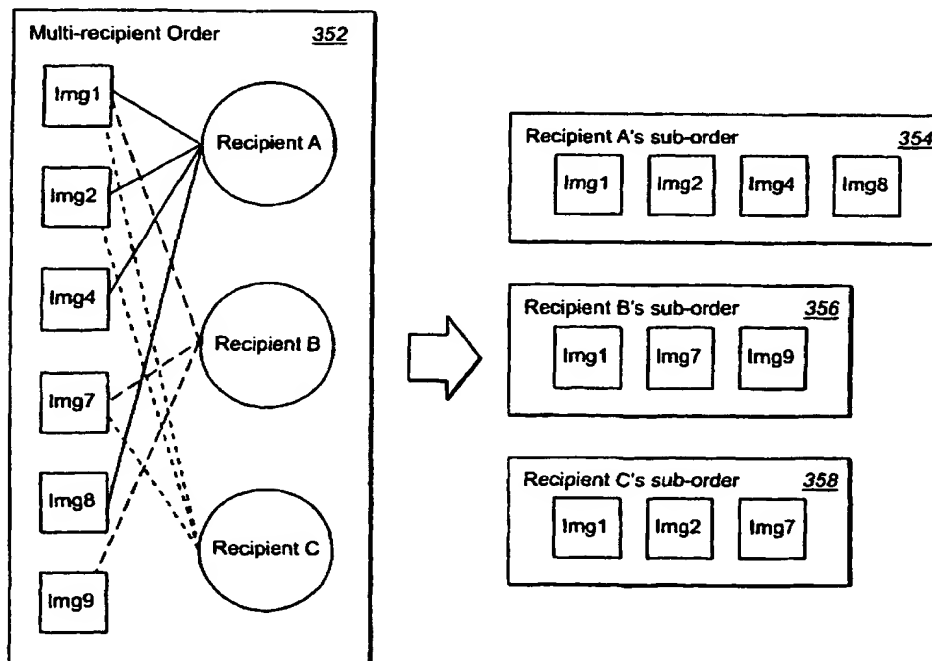 Multi-recipient Order 352
Img1
Recipient A
Img2
Img4
Recipient B
Img7
Img8
Recipient C
Img9
Recipient A's sub-order 354
Img1 Img2 Img4 Img8
Recipient B's sub-order 356
Img1 Img7 Img9
Recipient C's sub-order 358
Img1 Img2 Img7